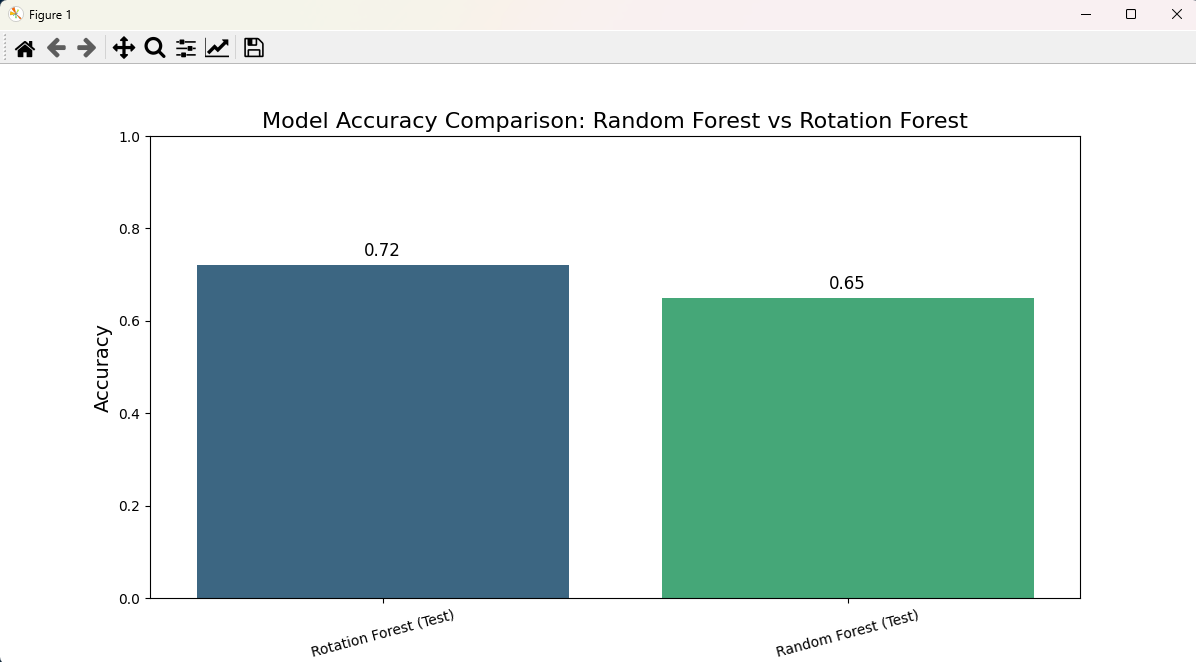 Figure 1
Model Accuracy Comparison: Random Forest vs Rotation Forest
1.0
0.8
0.6
0.4
0.2
0.0
Accuracy
0.72
0.65
Rotation Forest (Test)
Random Forest (Test)